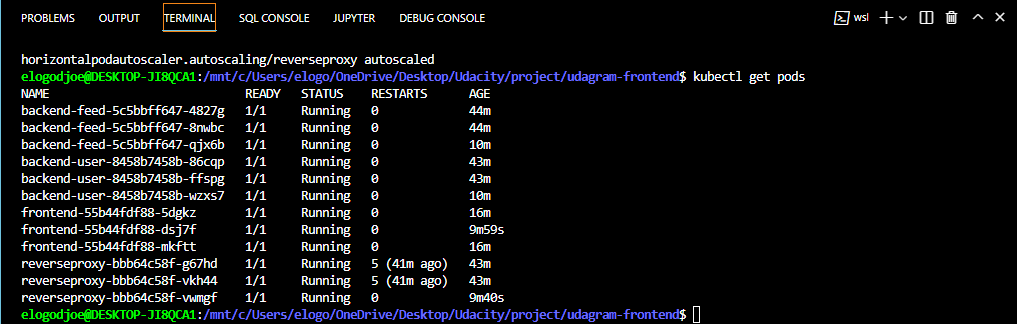 PROBLEMS OUTPUT TERMINAL SQL CONSOLE JUPYTER DEBUG CONSOLE wsl
horizontalpodautoscaler.autoscaling/reverseproxy autoscaled
elogodjoe@DESKTOP-JI8QCA1:/mnt/c/Users/elogo/OneDrive/Desktop/Udacity/project/udagram-frontend$ kubectl get pods
NAME READY STATUS RESTARTS AGE
backend-feed-5c5bbff647-4827g 1/1 Running 0 44m
backend-feed-5c5bbff647-8nwbc 1/1 Running 0 44m
backend-feed-5c5bbff647-qjx6b 1/1 Running 0 10m
backend-user-8458b7458b-86cqp 1/1 Running 0 43m
backend-user-8458b7458b-ffspg 1/1 Running 0 43m
backend-user-8458b7458b-wzxs7 1/1 Running 0 10m
frontend-55b44fdf88-5dgkz 1/1 Running 0 16m
frontend-55b44fdf88-dsj7f 1/1 Running 0 9m59s
frontend-55b44fdf88-mkftt 1/1 Running 0 16m
reverseproxy-bbb64c58f-g67hd 1/1 Running 5 (41m ago) 43m
reverseproxy-bbb64c58f-vkh44 1/1 Running 5 (41m ago) 43m
reverseproxy-bbb64c58f-vwmgf 1/1 Running 0 9m40s
elogodjoe@DESKTOP-JI8QCA1:/mnt/c/Users/elogo/OneDrive/Desktop/Udacity/project/udagram-frontend$